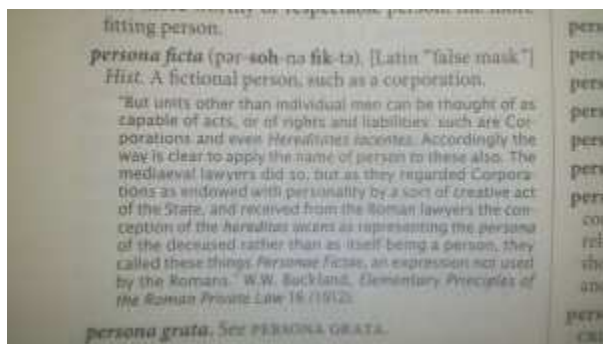 fitting person.
persona ficta (pər-soh-nə fik-tə). [Latin "false mask"]
Hist. A fictional person, such as a corporation.
"But units other than individual men can be thought of as
capable of acts, or of rights and liabilities: such are Cor-
porations and even Hereditates iacentes. Accordingly the
way is clear to apply the name of person to these also. The
mediaeval lawyers did so, but as they regarded Corpora-
tions as endowed with personality by a sort of creative act
of the State, and received from the Roman lawyers the con-
ception of the hereditas iacens as representing the persona
of the deceased rather than as itself being a person, they
called these things Personae Fictae, an expression not used
by the Romans." W.W. Buckland, Elementary Principles of
the Roman Private Law 16 (1912).
persona grata. See PERSONA GRATA.